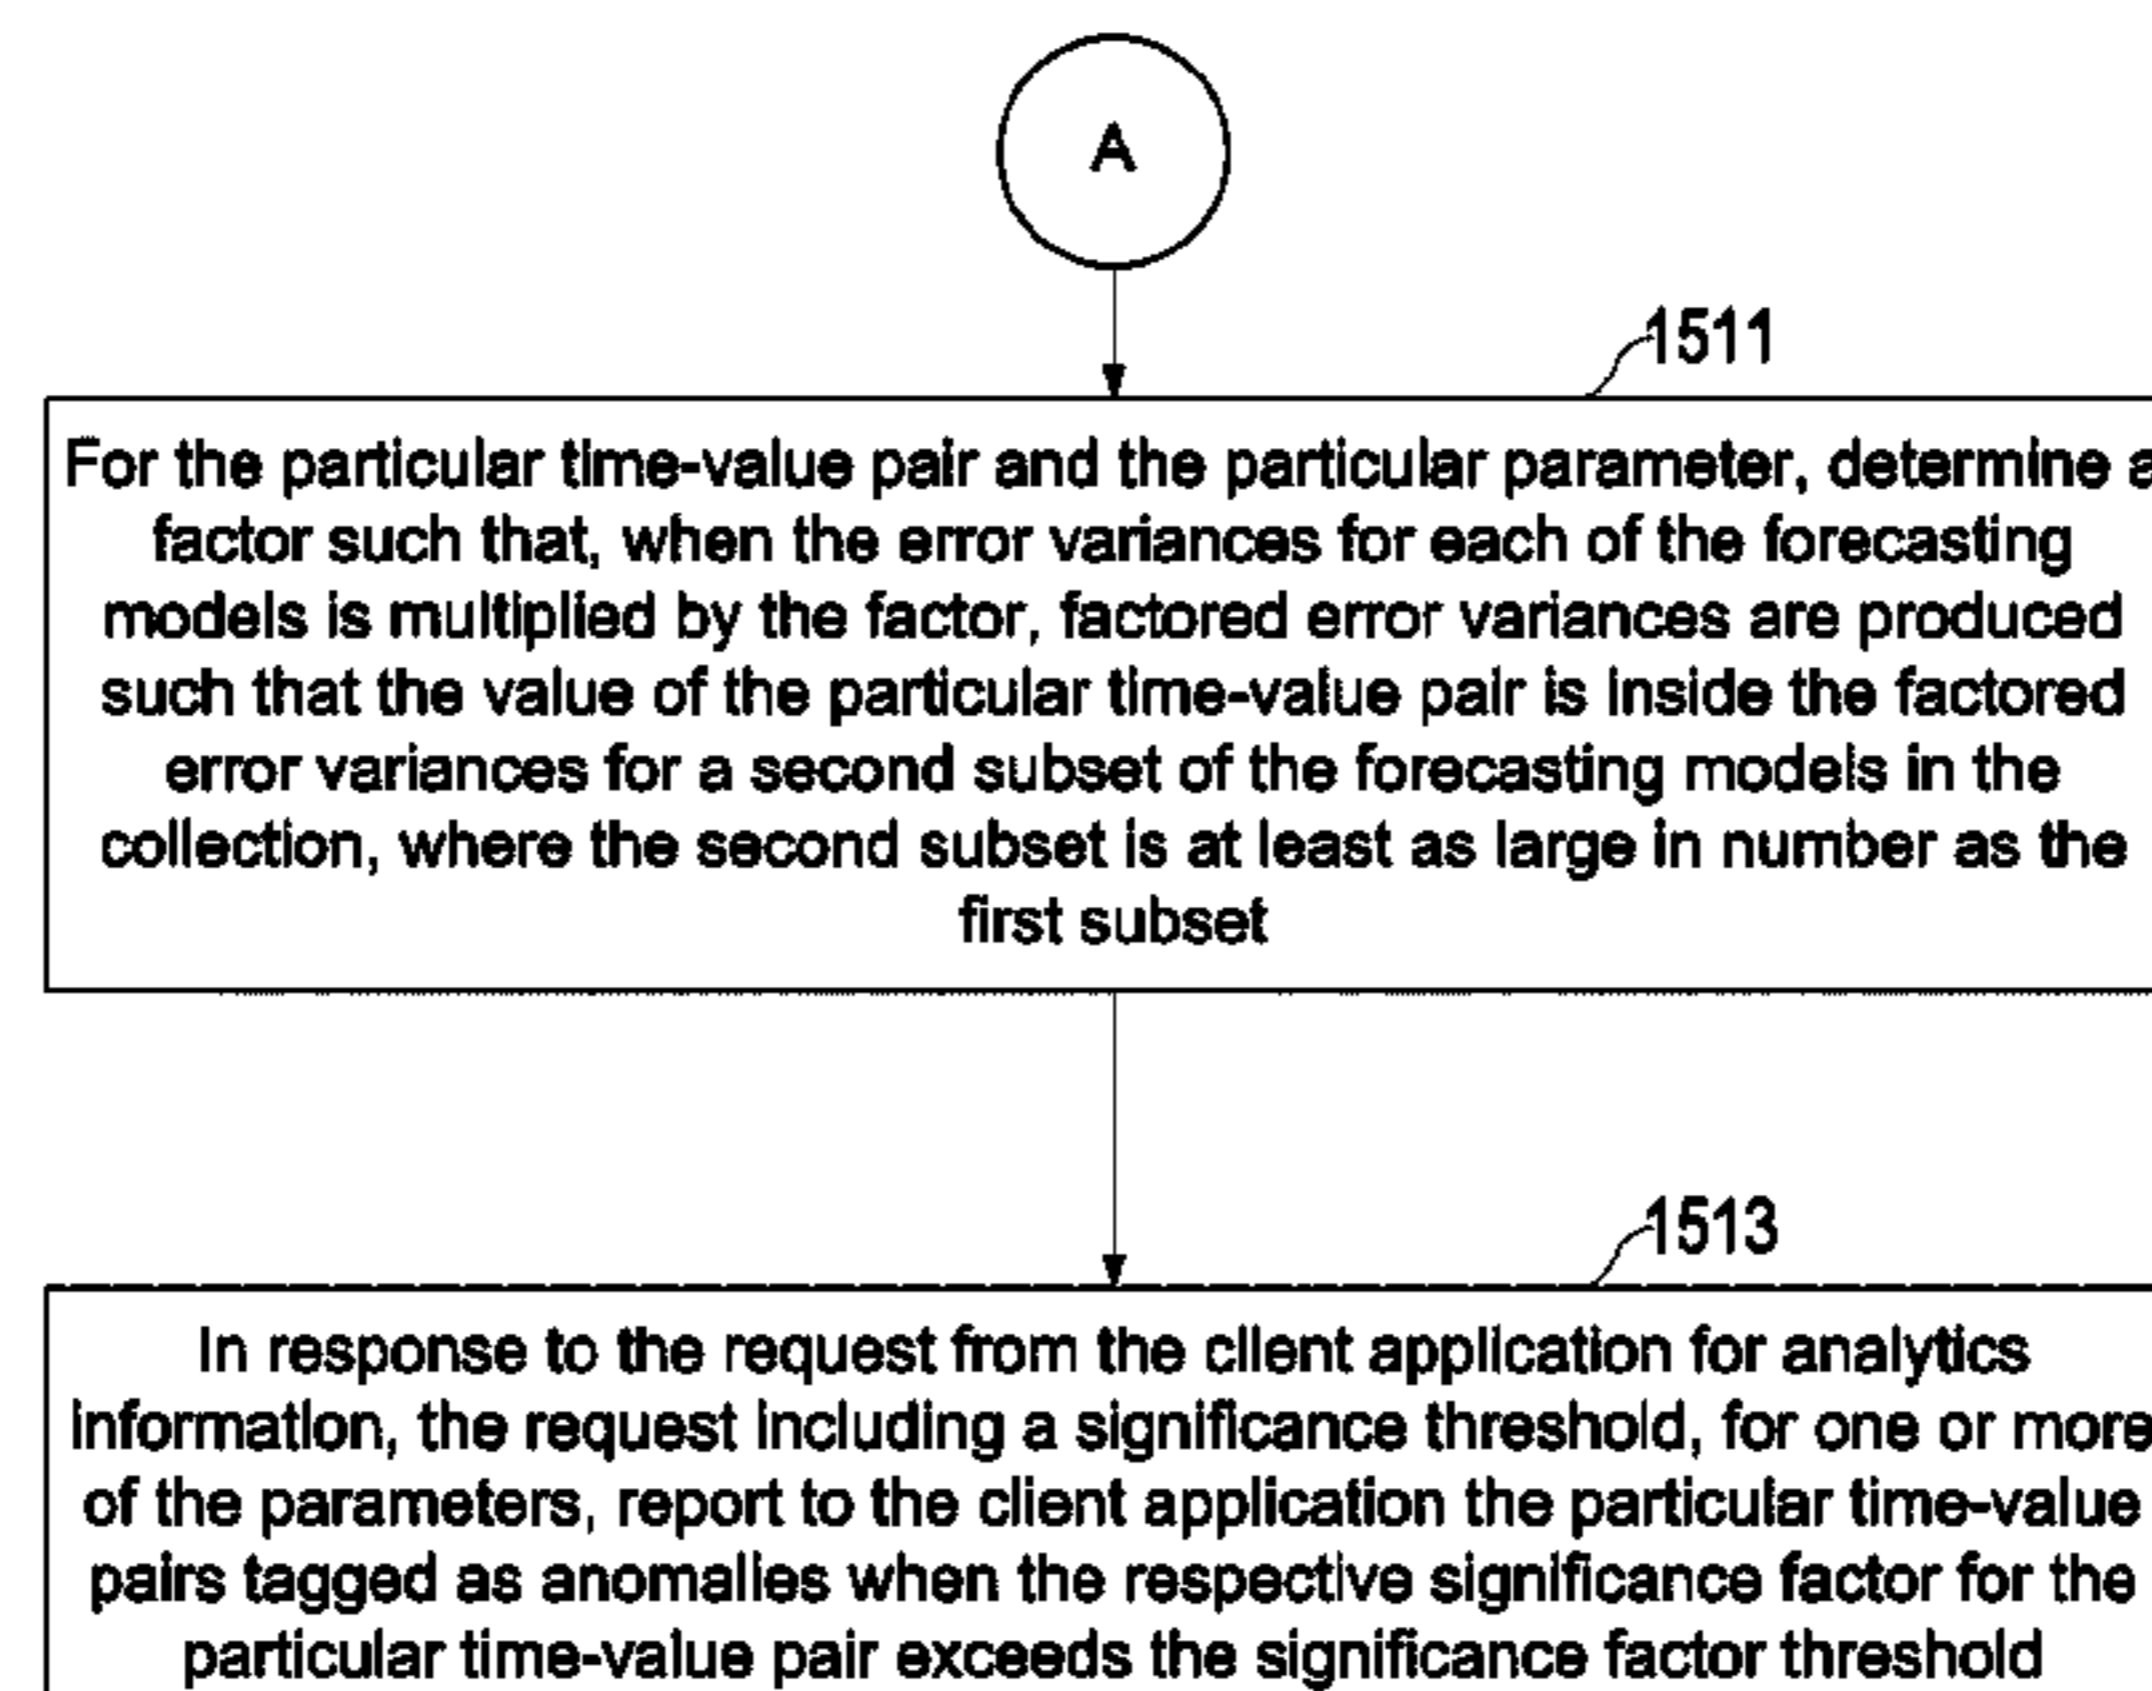 A
1511
For the particular time-value pair and the particular parameter, determine a
factor such that, when the error variances for each of the forecasting
models is multiplied by the factor, factored error variances are produced
such that the value of the particular time-value pair is inside the factored
error variances for a second subset of the forecasting models in the
collection, where the second subset is at least as large in number as the
first subset
1513
In response to the request from the client application for analytics
information, the request including a significance threshold, for one or more
of the parameters, report to the client application the particular time-value
pairs tagged as anomalies when the respective significance factor for the
particular time-value pair exceeds the significance factor threshold